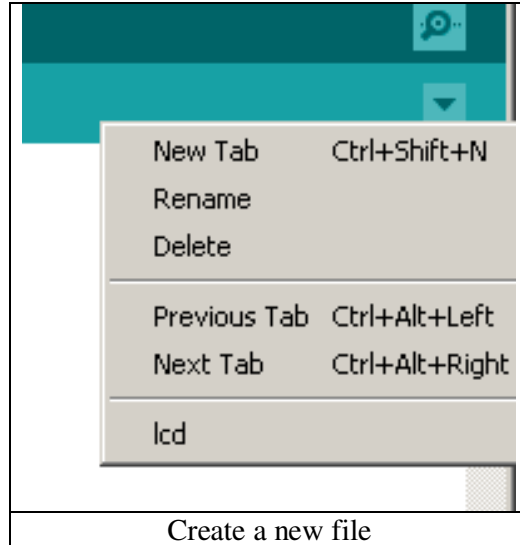 New Tab Ctrl+Shift+N
Rename
Delete
Previous Tab Ctrl+Alt+Left
Next Tab Ctrl+Alt+Right
lcd
Create a new file